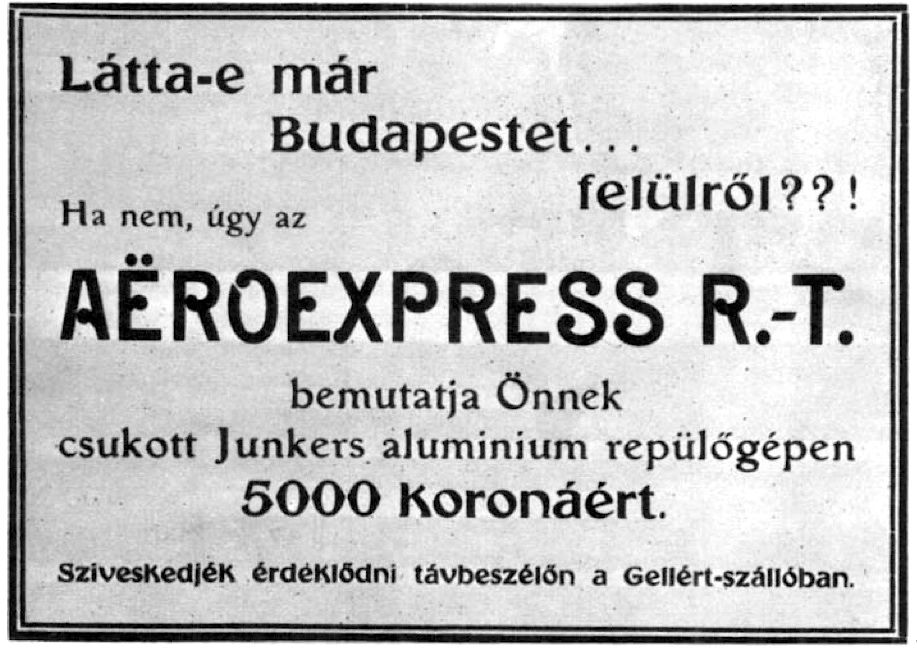 Látta-e már
Budapestet...
felülről??!
Ha nem, úgy az
AËROEXPRESS R.-T.
bemutatja Önnek
csukott Junkers aluminium repülőgépen
5000 Koronáért.
Sziveskedjék érdeklődni távbeszélőn a Gellért-szállóban.